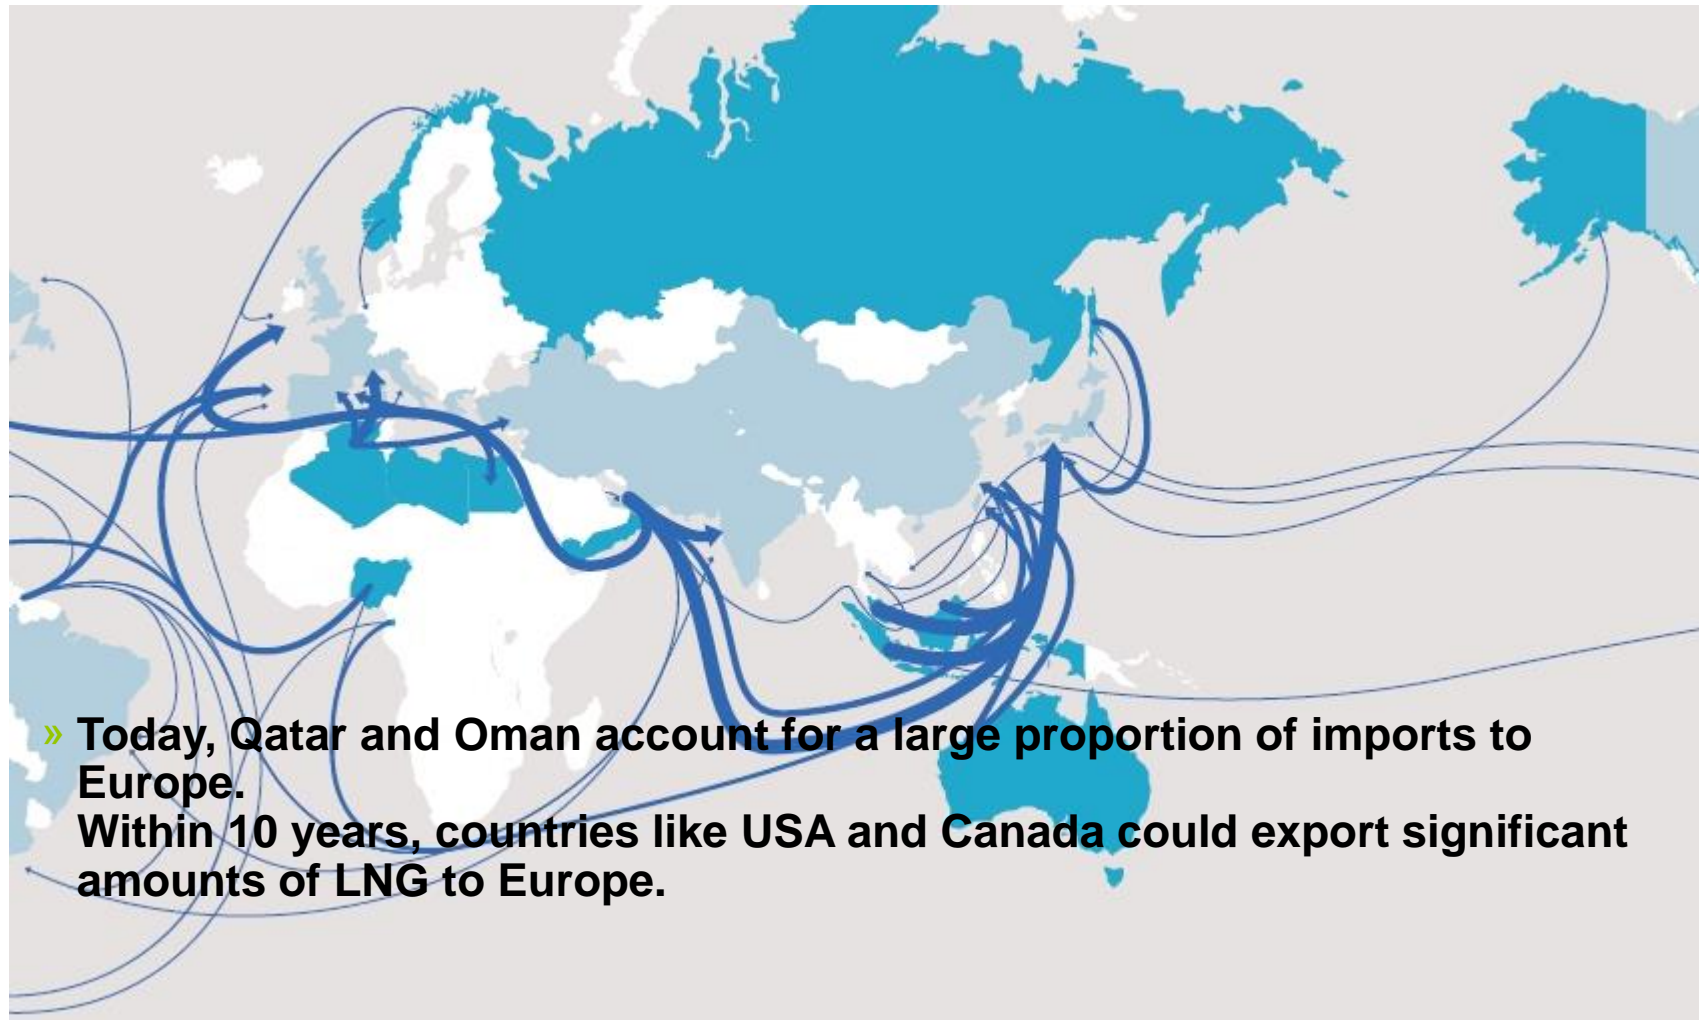 » Today, Qatar and Oman account for a large proportion of imports to
Europe.
Within 10 years, countries like USA and Canada could export significant
amounts of LNG to Europe.